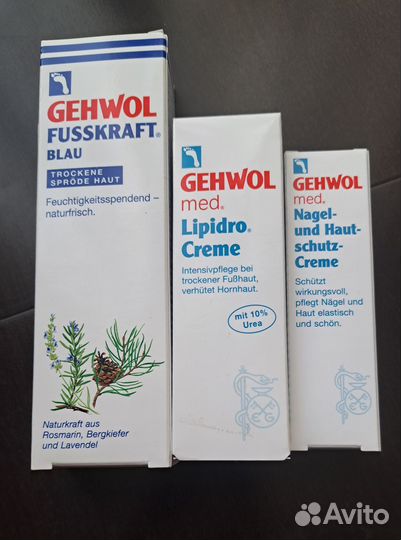 GEHWOL
FUSSKRAFT®
BLAU
TROCKENE
SPRÖDE HAUT
Feuchtigkeitsspendend –
naturfrisch.
Naturkraft aus
Rosmarin, Bergkiefer
und Lavendel
GEHWOL
med.
Lipidro®
Creme
Intensivpflege bei
trockener Fußhaut,
verhütet Hornhaut.
mit 10%
Urea
GEHWOL
med.
Nagel-
und Haut-
schutz-
Creme
Schützt
wirkungsvoll,
pflegt Nägel und
Haut elastisch
und schön.
Avito